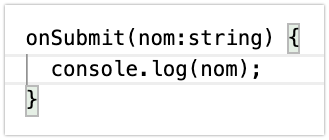 onSubmit(nom:string) {
console.log(nom);
}